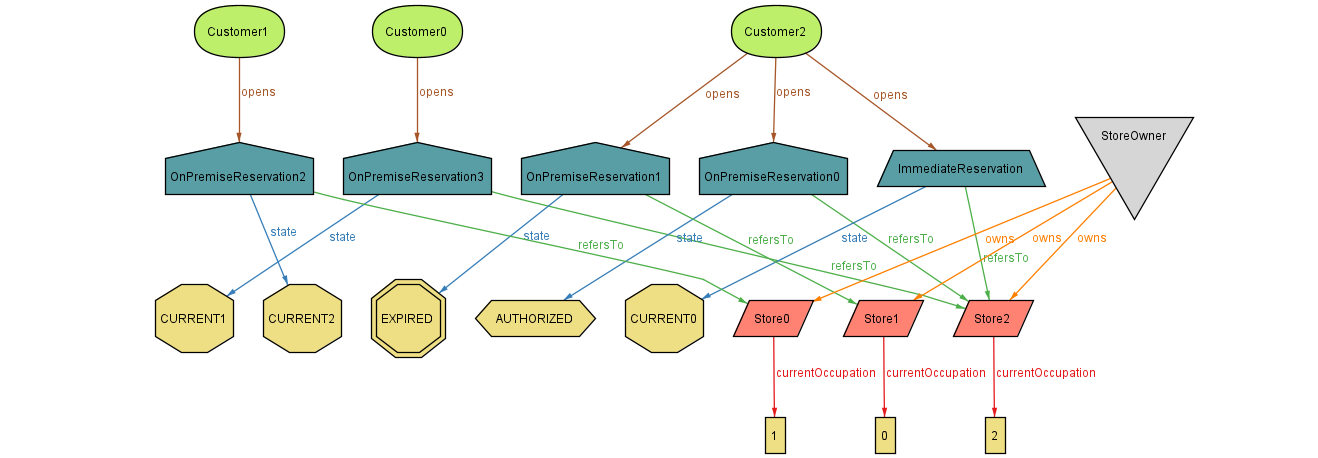 Customer1
Customer0
Customer2
opens
opens
opens
opens
opens
StoreOwner
OnPremiseReservation2
OnPremiseReservation3
OnPremiseReservation1
OnPremiseReservation0
ImmediateReservation
state
state
state
state
state
refersTo
refersTo
refersTo
refersTo
refersTo
owns
owns
owns
CURRENT1
CURRENT2
EXPIRED
AUTHORIZED
CURRENT0
Store0
Store1
Store2
currentOccupation
currentOccupation
currentOccupation
1
0
2